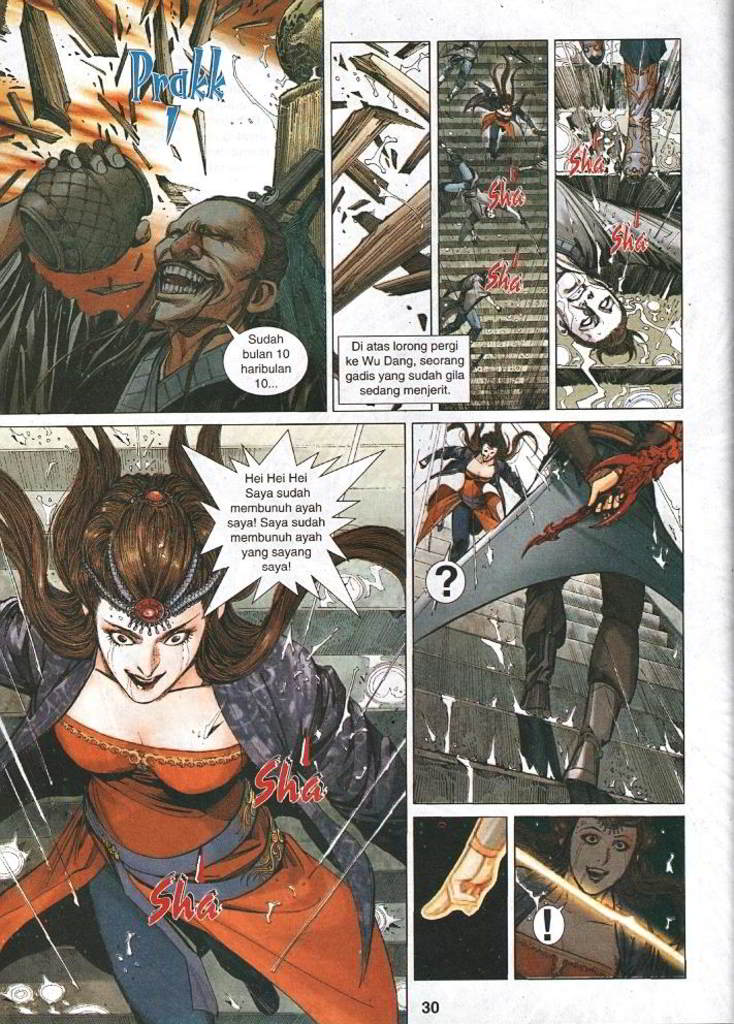 Prakk
!
Sudah
bulan 10
haribulan
10...
Di atas lorong pergi
ke Wu Dang, seorang
gadis yang sudah gila
sedang menjerit.
Sha!
Sha!
Sha!
Sha!
Hei Hei Hei
Saya sudah
membunuh ayah
saya! Saya sudah
membunuh ayah
yang sayang
saya!
Sha!
Sha!
?
!
30